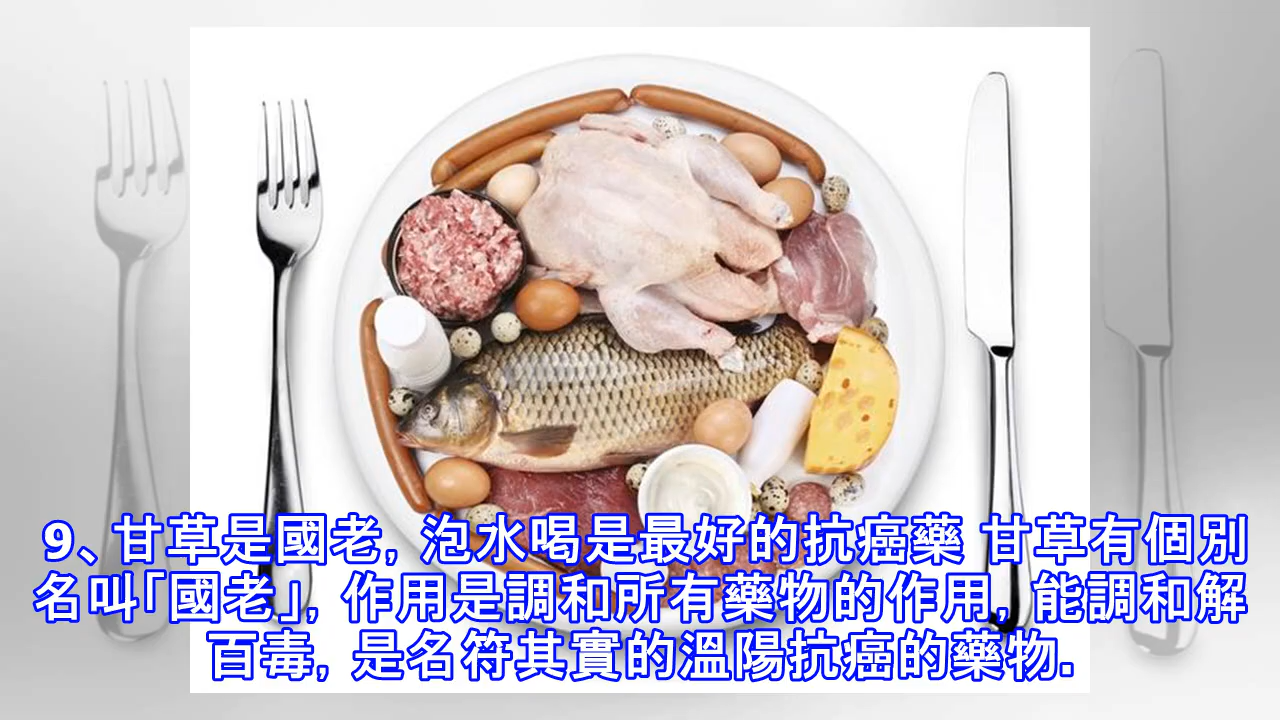 9、甘草是國老, 泡水喝是最好的抗癌藥 甘草有個別
名叫「國老」, 作用是調和所有藥物的作用, 能調和解
百毒, 是名符其實的溫陽抗癌的藥物.